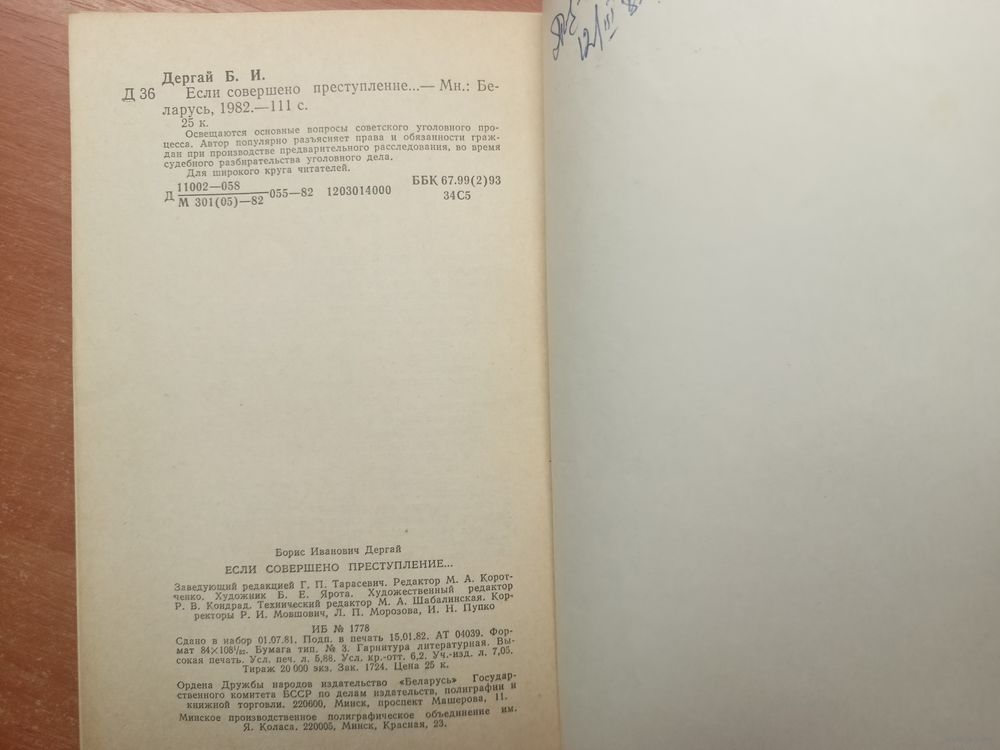 Дергай Б. И.
Д 36 Если совершено преступление...— Мн.: Бе-
ларусь, 1982.—111 с.
25 к.
Освещаются основные вопросы советского уголовного про-
цесса. Автор популярно разъясняет права и обязанности граж-
дан при производстве предварительного расследования, во время
судебного разбирательства уголовного дела.
Для широкого круга читателей.
Д 11002—058
М 301(05)—82 055—82 1203014000
ББК 67.99(2)93
34С5
12/III 8
Борис Иванович Дергай
ЕСЛИ СОВЕРШЕНО ПРЕСТУПЛЕНИЕ...
Заведующий редакцией Г. П. Тарасевич. Редактор М. А. Корот-
ченко. Художник Б. Е. Ярота. Художественный редактор
Р. В. Кондрад. Технический редактор М. А. Шабалинская. Кор-
ректоры Р. И. Мовшович, Л. П. Морозова, И. Н. Пупко
ИБ № 1778
Сдано в набор 01.07.81. Подп. в печать 15.01.82. АТ 04039. Фор-
мат 84×108¹/₃₂. Бумага тип. № 3. Гарнитура литературная. Вы-
сокая печать. Усл. печ. л. 5,88. Усл. кр.-отт. 6,2. Уч.-изд. л. 7,05.
Тираж 20 000 экз. Зак. 1724. Цена 25 к.
Ордена Дружбы народов издательство «Беларусь» Государ-
ственного комитета БССР по делам издательств, полиграфии и
книжной торговли. 220600, Минск, проспект Машерова, 11.
Минское производственное полиграфическое объединение им.
Я. Коласа. 220005, Минск, Красная, 23.